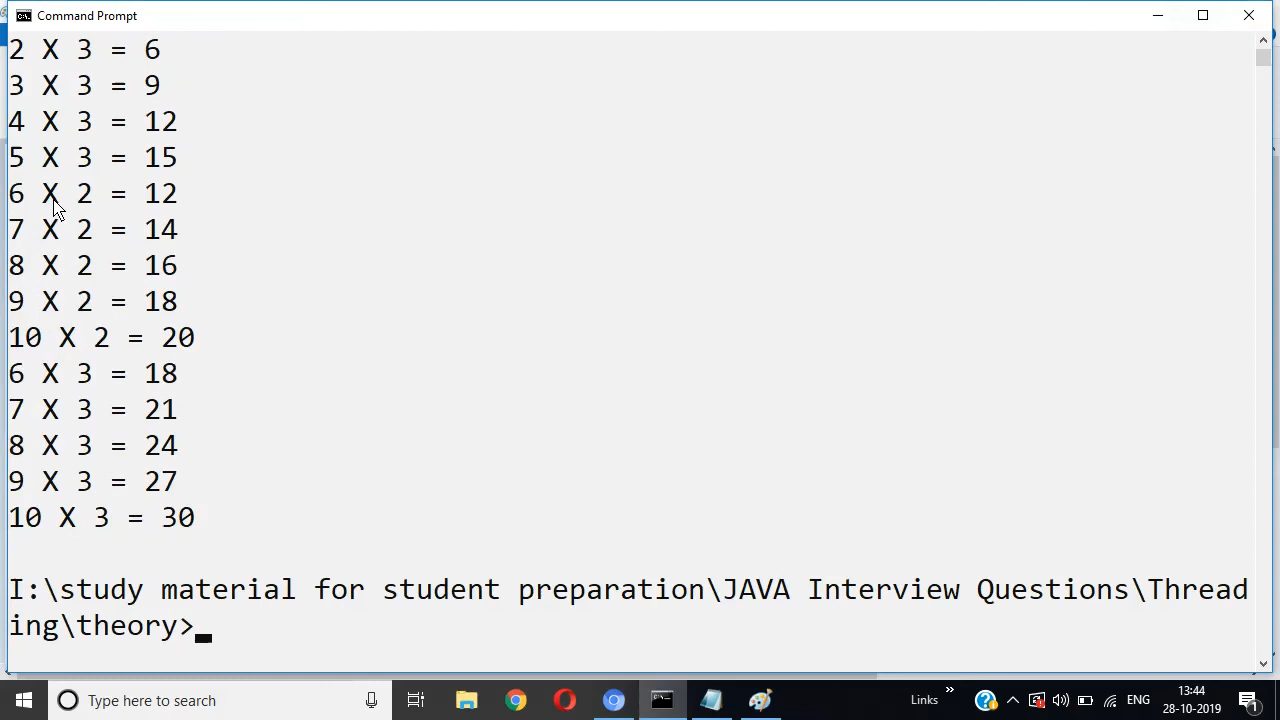 Command Prompt
2 X 3 = 6
3 X 3 = 9
4 X 3 = 12
5 X 3 = 15
6 X 2 = 12
7 X 2 = 14
8 X 2 = 16
9 X 2 = 18
10 X 2 = 20
6 X 3 = 18
7 X 3 = 21
8 X 3 = 24
9 X 3 = 27
10 X 3 = 30
I:\study material for student preparation\JAVA Interview Questions\Thread
ing\theory>
Type here to search
Links
ENG
13:44
28-10-2019
1